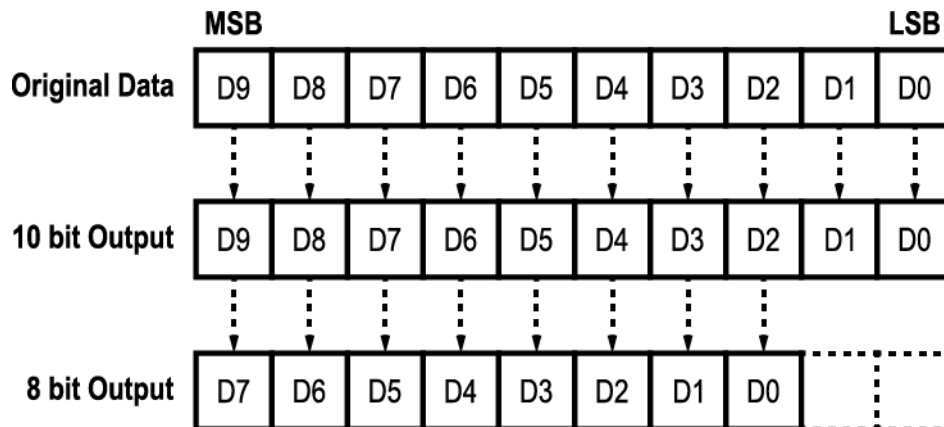 MSB LSB
Original Data D9 D8 D7 D6 D5 D4 D3 D2 D1 D0
10 bit Output D9 D8 D7 D6 D5 D4 D3 D2 D1 D0
8 bit Output D7 D6 D5 D4 D3 D2 D1 D0